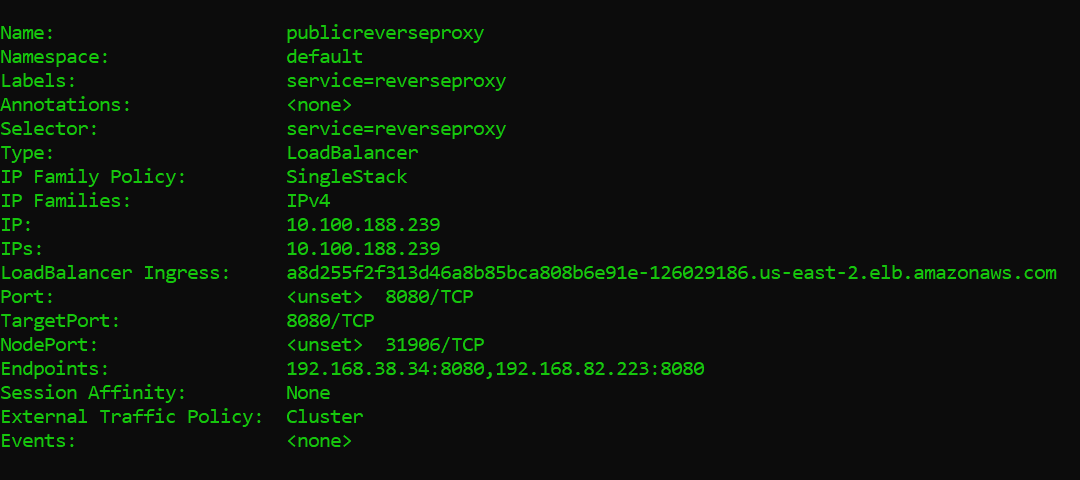 Name: publicreverseproxy
Namespace: default
Labels: service=reverseproxy
Annotations: <none>
Selector: service=reverseproxy
Type: LoadBalancer
IP Family Policy: SingleStack
IP Families: IPv4
IP: 10.100.188.239
IPs: 10.100.188.239
LoadBalancer Ingress: a8d255f2f313d46a8b85bca808b6e91e-126029186.us-east-2.elb.amazonaws.com
Port: <unset> 8080/TCP
TargetPort: 8080/TCP
NodePort: <unset> 31906/TCP
Endpoints: 192.168.38.34:8080,192.168.82.223:8080
Session Affinity: None
External Traffic Policy: Cluster
Events: <none>